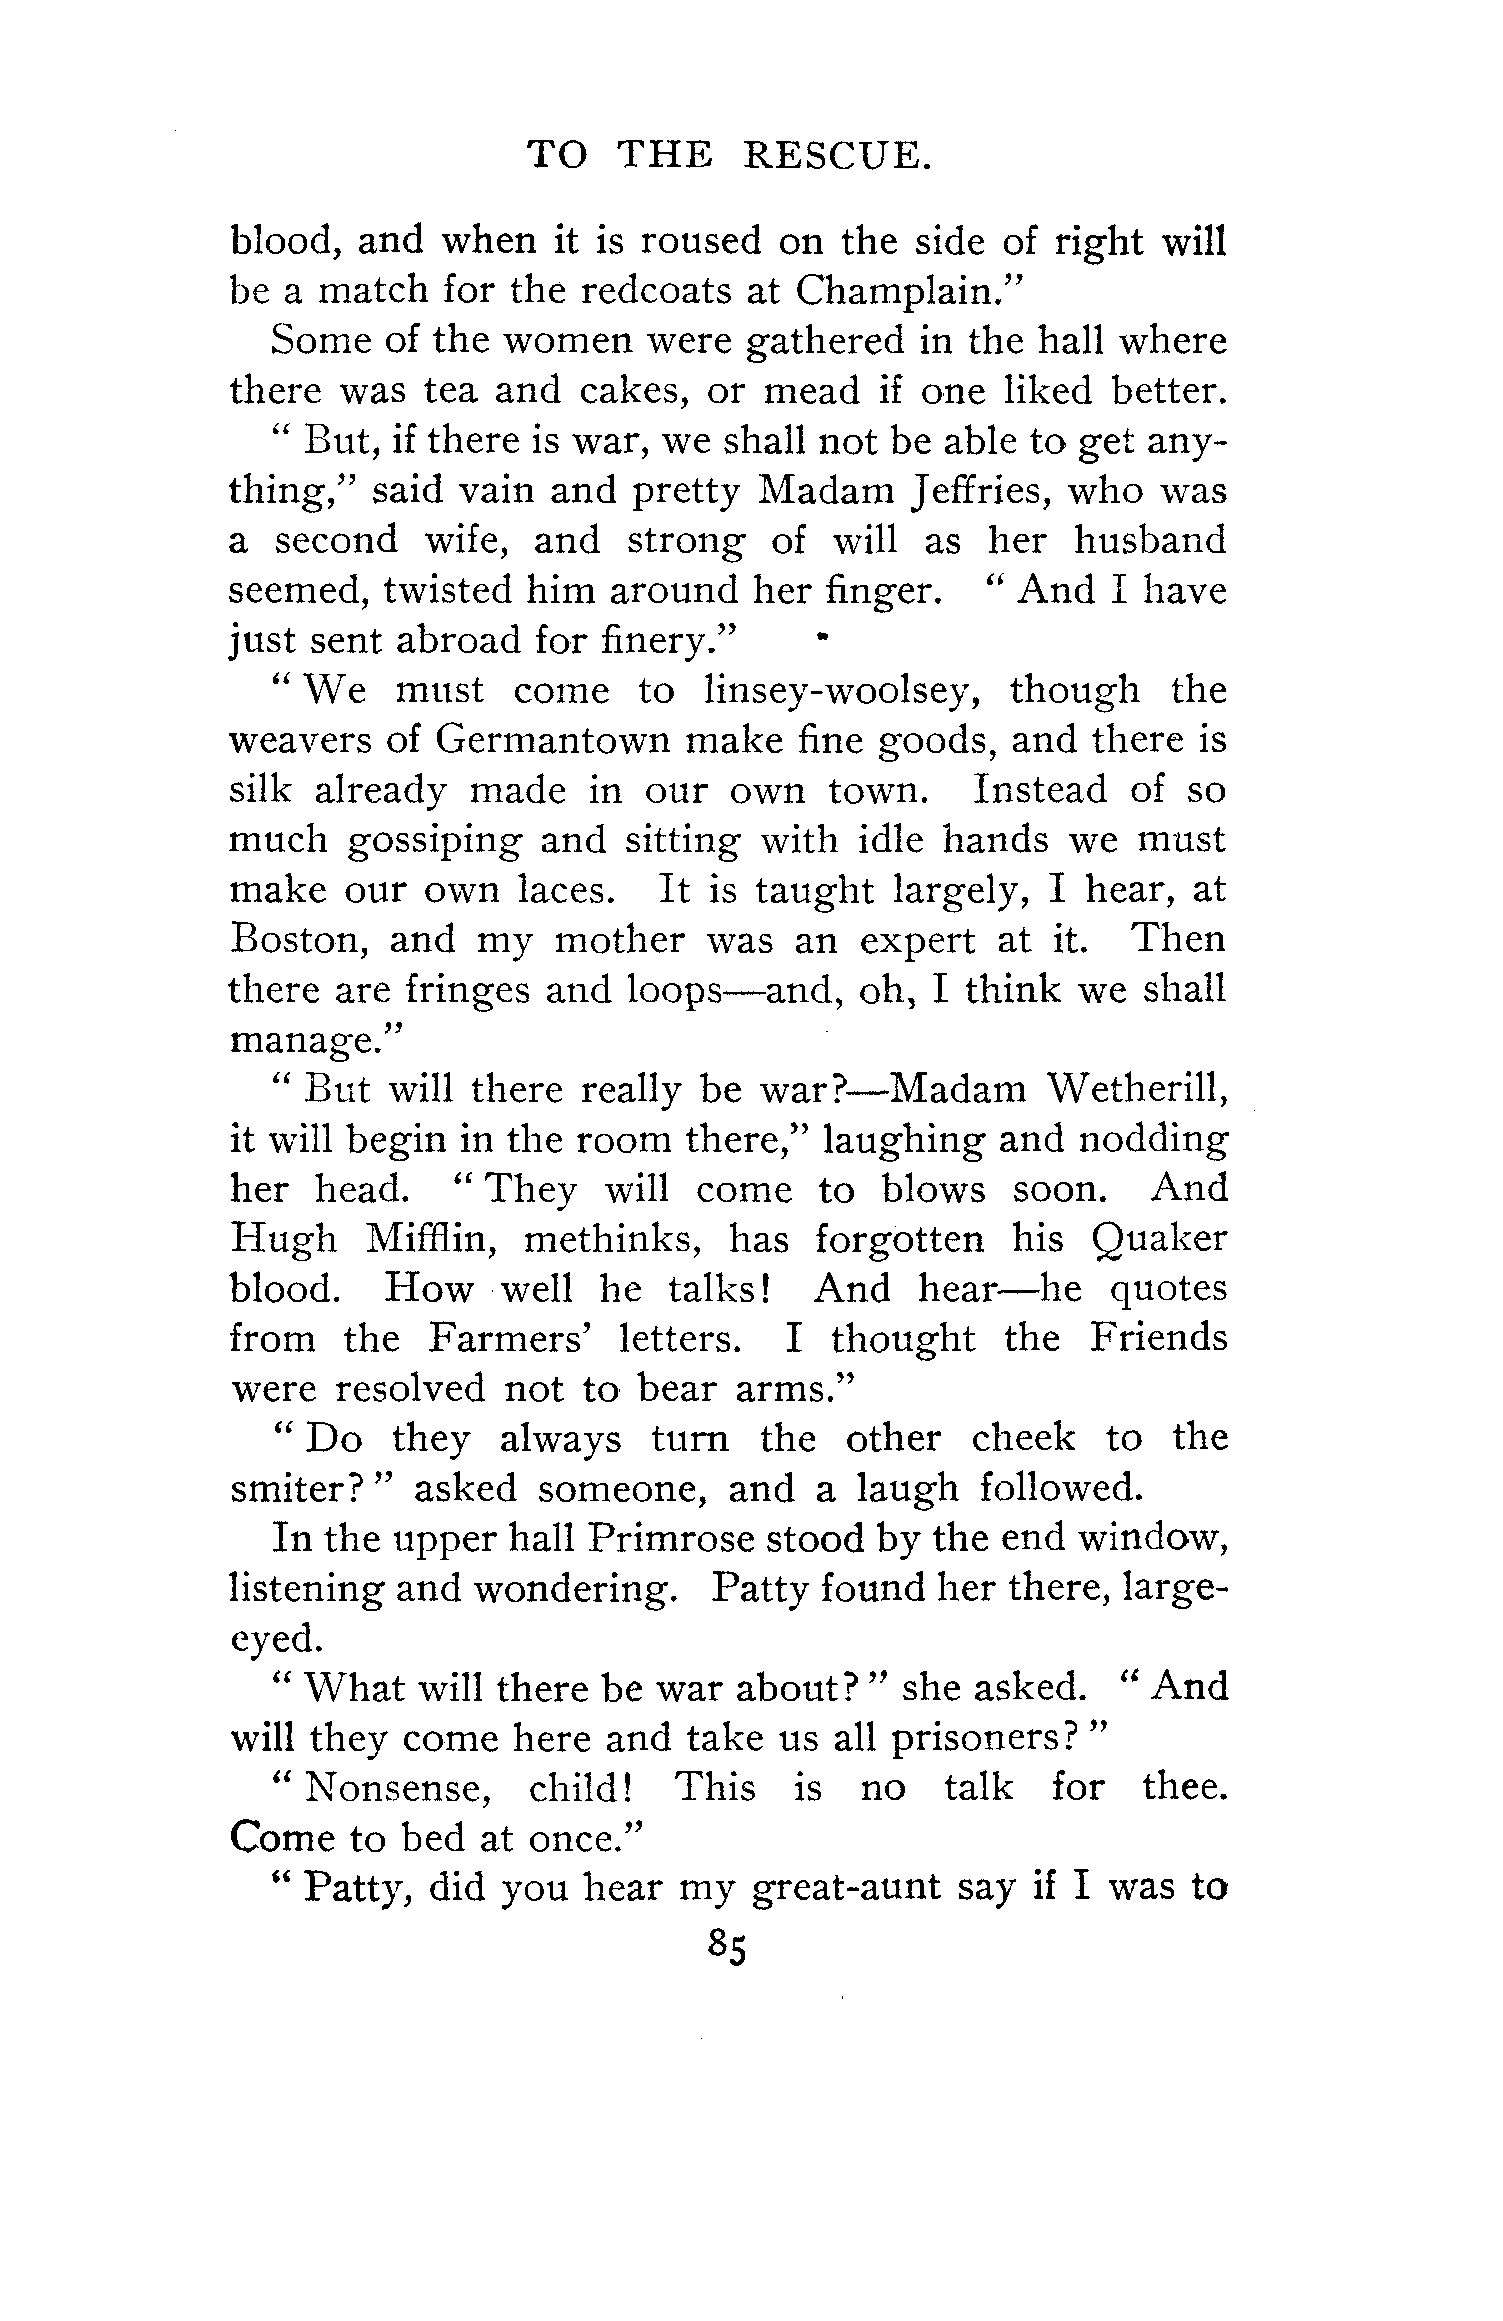 TO THE RESCUE.
blood, and when it is roused on the side of right will
be a match for the redcoats at Champlain.”
Some of the women were gathered in the hall where
there was tea and cakes, or mead if one liked better.
“ But, if there is war, we shall not be able to get any-
thing,” said vain and pretty Madam Jeffries, who was
a second wife, and strong of will as her husband
seemed, twisted him around her finger. “ And I have
just sent abroad for finery.”
“ We must come to linsey-woolsey, though the
weavers of Germantown make fine goods, and there is
silk already made in our own town. Instead of so
much gossiping and sitting with idle hands we must
make our own laces. It is taught largely, I hear, at
Boston, and my mother was an expert at it. Then
there are fringes and loops—and, oh, I think we shall
manage.”
“ But will there really be war?—Madam Wetherill,
it will begin in the room there,” laughing and nodding
her head. “ They will come to blows soon. And
Hugh Mifflin, methinks, has forgotten his Quaker
blood. How well he talks! And hear—he quotes
from the Farmers’ letters. I thought the Friends
were resolved not to bear arms.”
“ Do they always turn the other cheek to the
smiter? ” asked someone, and a laugh followed.
In the upper hall Primrose stood by the end window,
listening and wondering. Patty found her there, large-
eyed.
“ What will there be war about? ” she asked. “ And
will they come here and take us all prisoners? ”
“ Nonsense, child! This is no talk for thee.
Come to bed at once.”
“ Patty, did you hear my great-aunt say if I was to
85